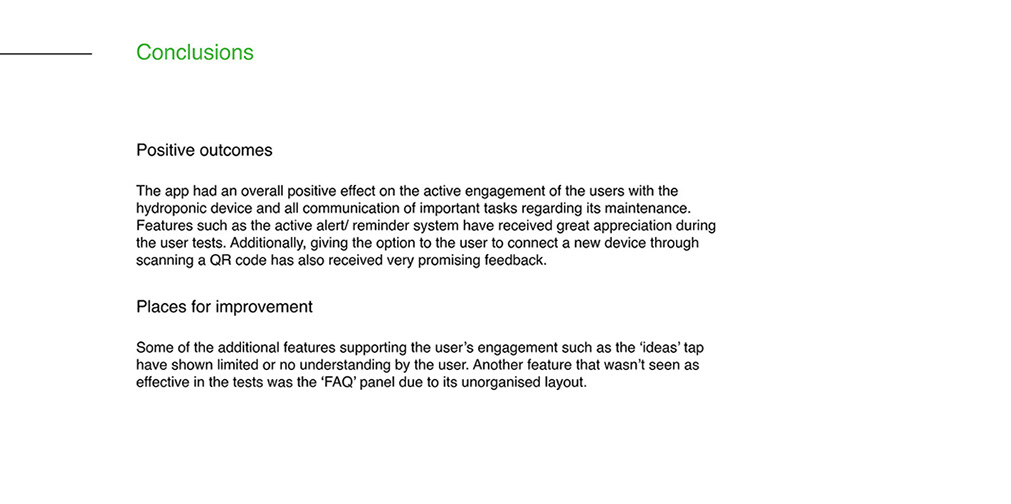 Conclusions
Positive outcomes
The app had an overall positive effect on the active engagement of the users with the
hydroponic device and all communication of important tasks regarding its maintenance.
Features such as the active alert/ reminder system have received great appreciation during
the user tests. Additionally, giving the option to the user to connect a new device through
scanning a QR code has also received very promising feedback.
Places for improvement
Some of the additional features supporting the user’s engagement such as the ‘ideas’ tap
have shown limited or no understanding by the user. Another feature that wasn’t seen as
effective in the tests was the ‘FAQ’ panel due to its unorganised layout.